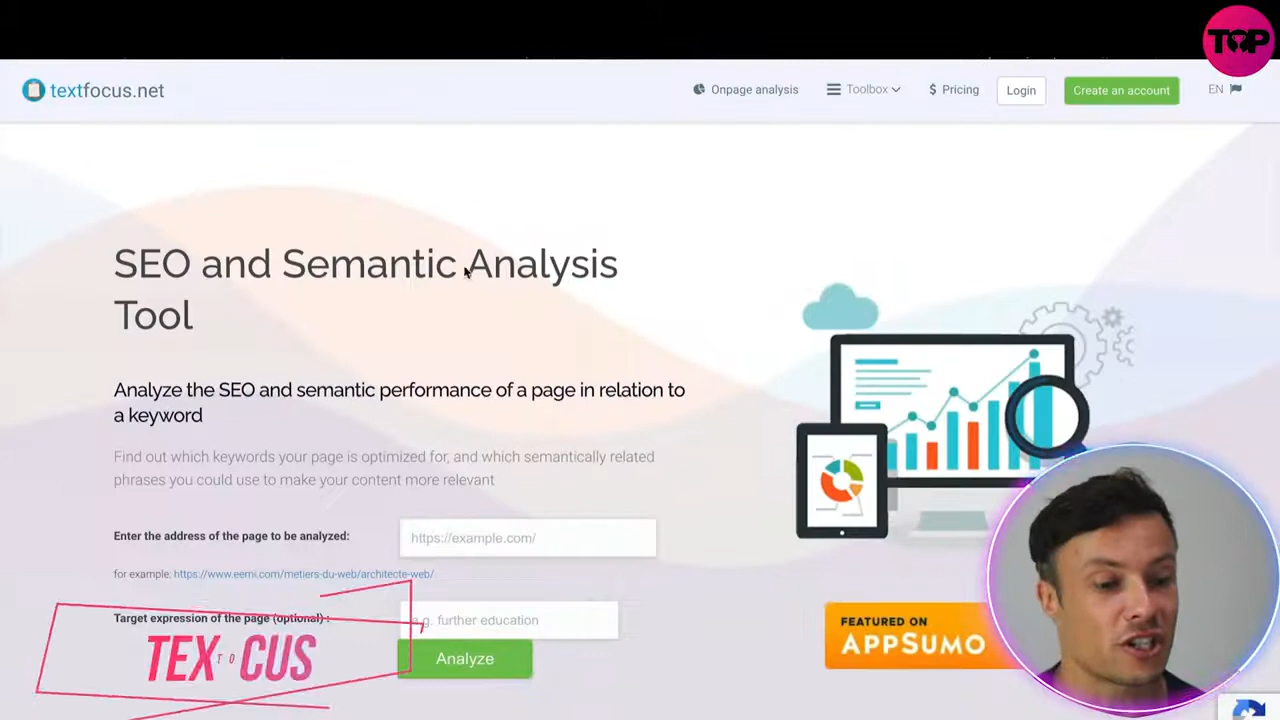 TOP
textfocus.net
Onpage analysis
Toolbox
$ Pricing
Login
Create an account
EN
SEO and Semantic Analysis
Tool
Analyze the SEO and semantic performance of a page in relation to
a keyword
Find out which keywords your page is optimized for, and which semantically related
phrases you could use to make your content more relevant
Enter the address of the page to be analyzed:
https://example.com/
for example: https://www.eemi.com/metiers-du-web/architecte-web/
Target expression of the page (optional) :
e.g. further education
Analyze
FEATURED ON
APPSUMO